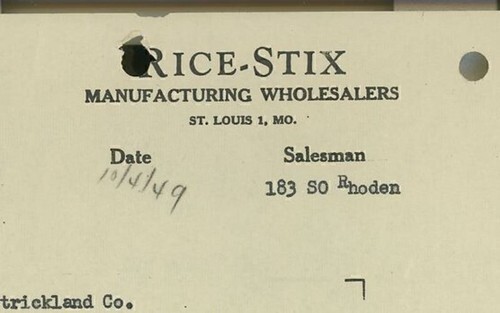 RICE-STIX
MANUFACTURING WHOLESALERS
ST. LOUIS 1, MO.
Date Salesman
10/4/49 183 SO Rhoden
trickland Co.